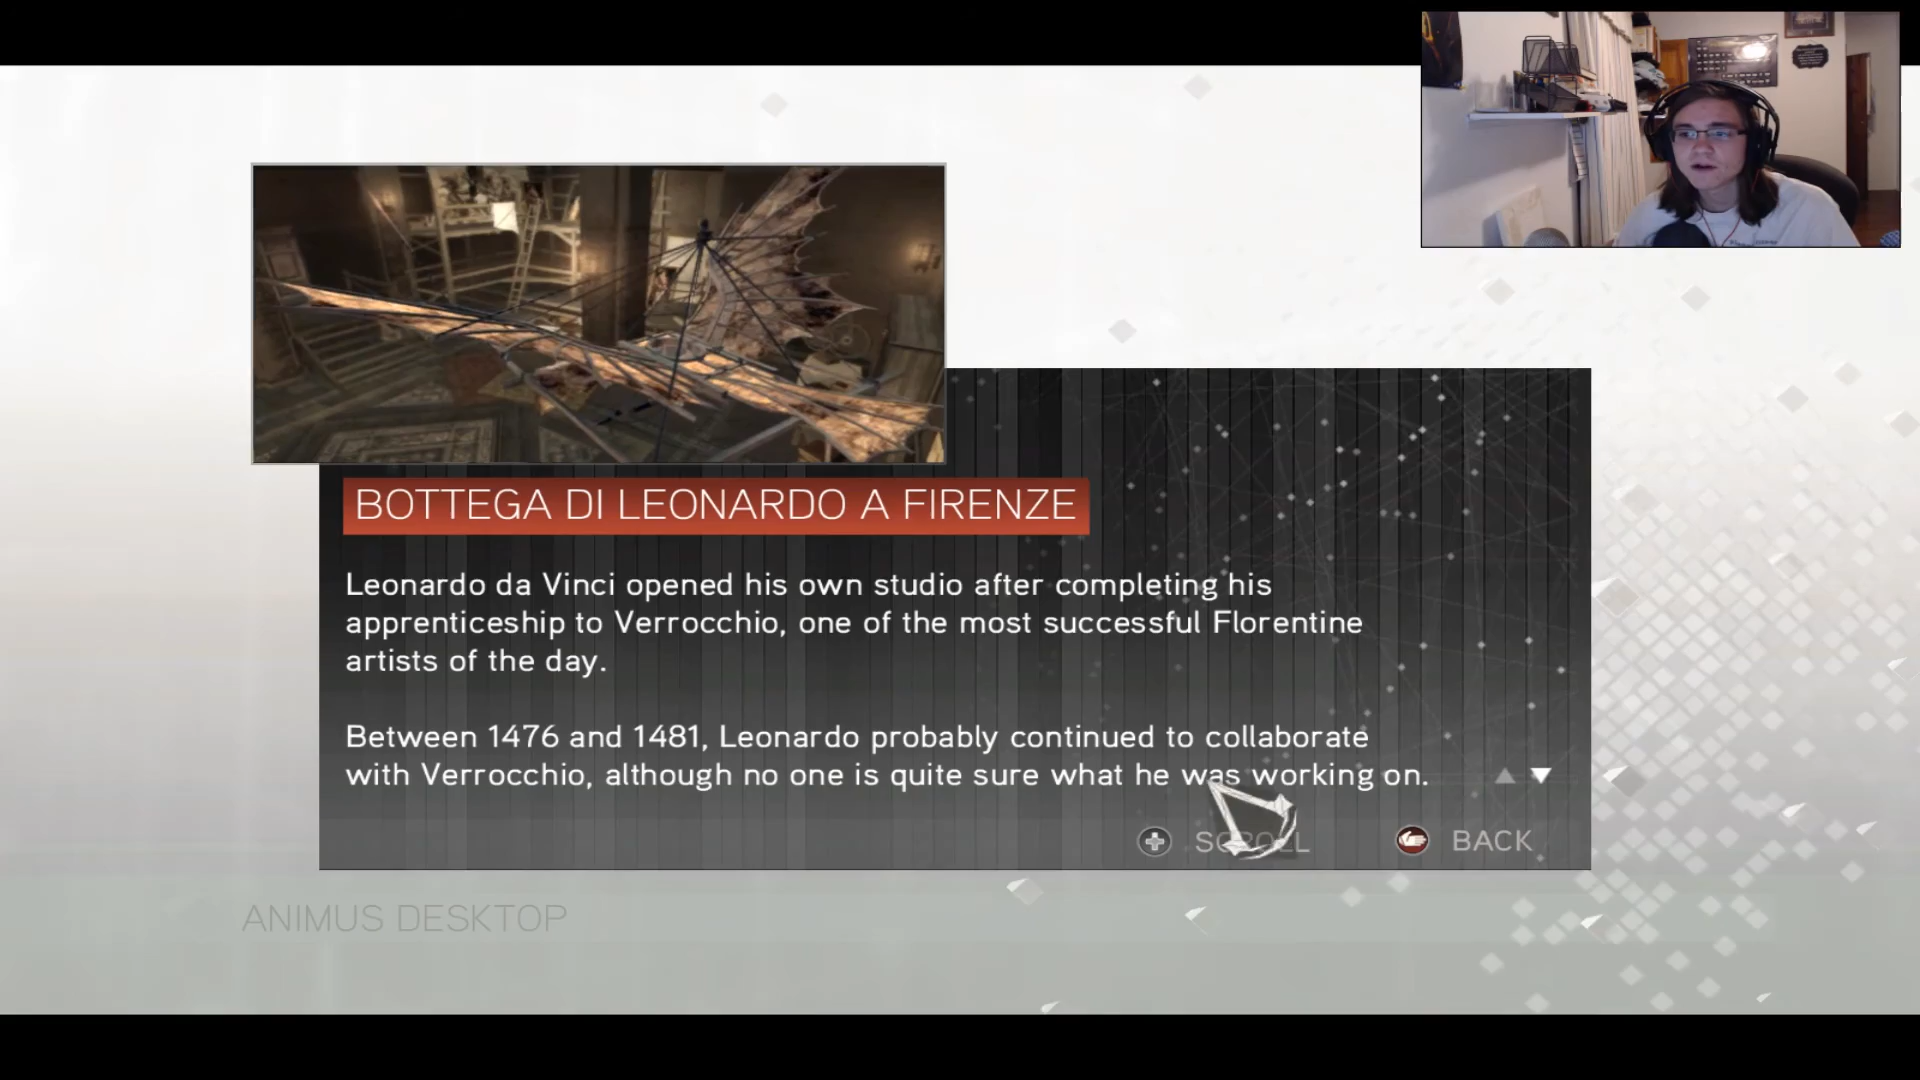 BOTTEGA DI LEONARDO A FIRENZE
Leonardo da Vinci opened his own studio after completing his
apprenticeship to Verrocchio, one of the most successful Florentine
artists of the day.
Between 1476 and 1481, Leonardo probably continued to collaborate
with Verrocchio, although no one is quite sure what he was working on.
SCROLL
BACK
ANIMUS DESKTOP